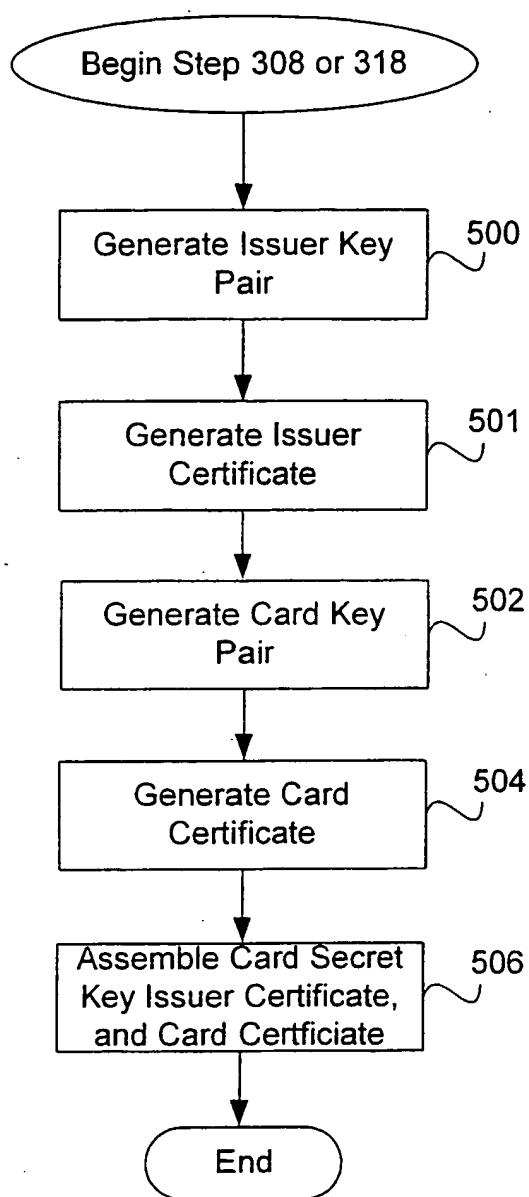 Begin Step 308 or 318
Generate Issuer Key
Pair
500
Generate Issuer
Certificate
501
Generate Card Key
Pair
502
Generate Card
Certificate
504
Assemble Card Secret
Key Issuer Certificate,
and Card Certficiate
506
End